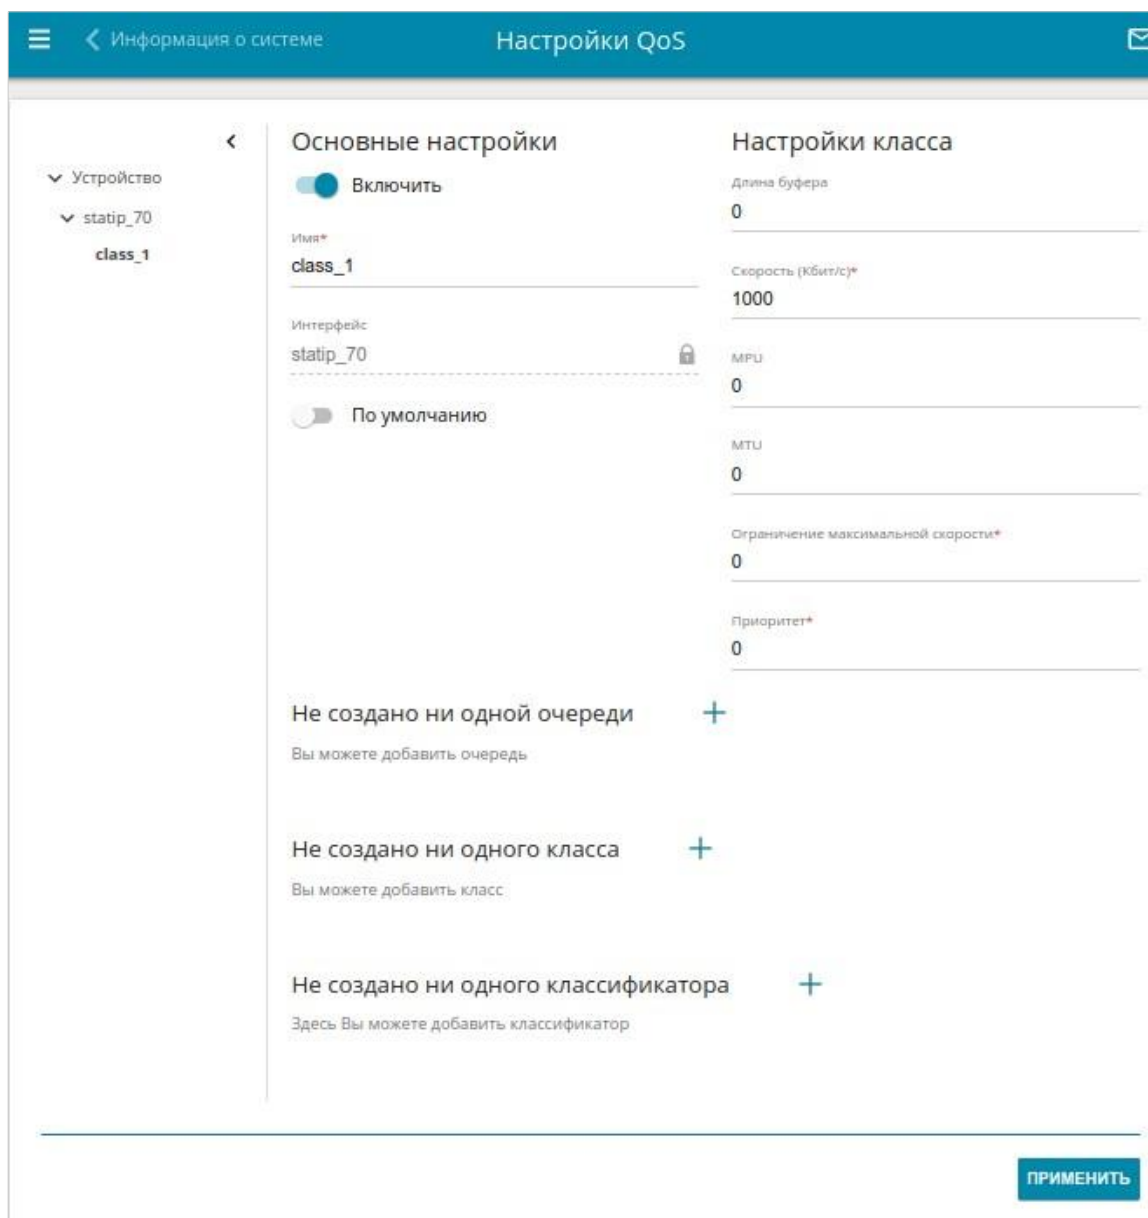 Информация о системе
Настройки QoS
Устройство
statip_70
class_1
Основные настройки
Включить
Имя*
class_1
Интерфейс
statip_70
По умолчанию
Настройки класса
Длина буфера
0
Скорость (Кбит/с)*
1000
MPU
0
MTU
0
Ограничение максимальной скорости*
0
Приоритет*
0
Не создано ни одной очереди
Вы можете добавить очередь
Не создано ни одного класса
Вы можете добавить класс
Не создано ни одного классификатора
Здесь Вы можете добавить классификатор
ПРИМЕНИТЬ